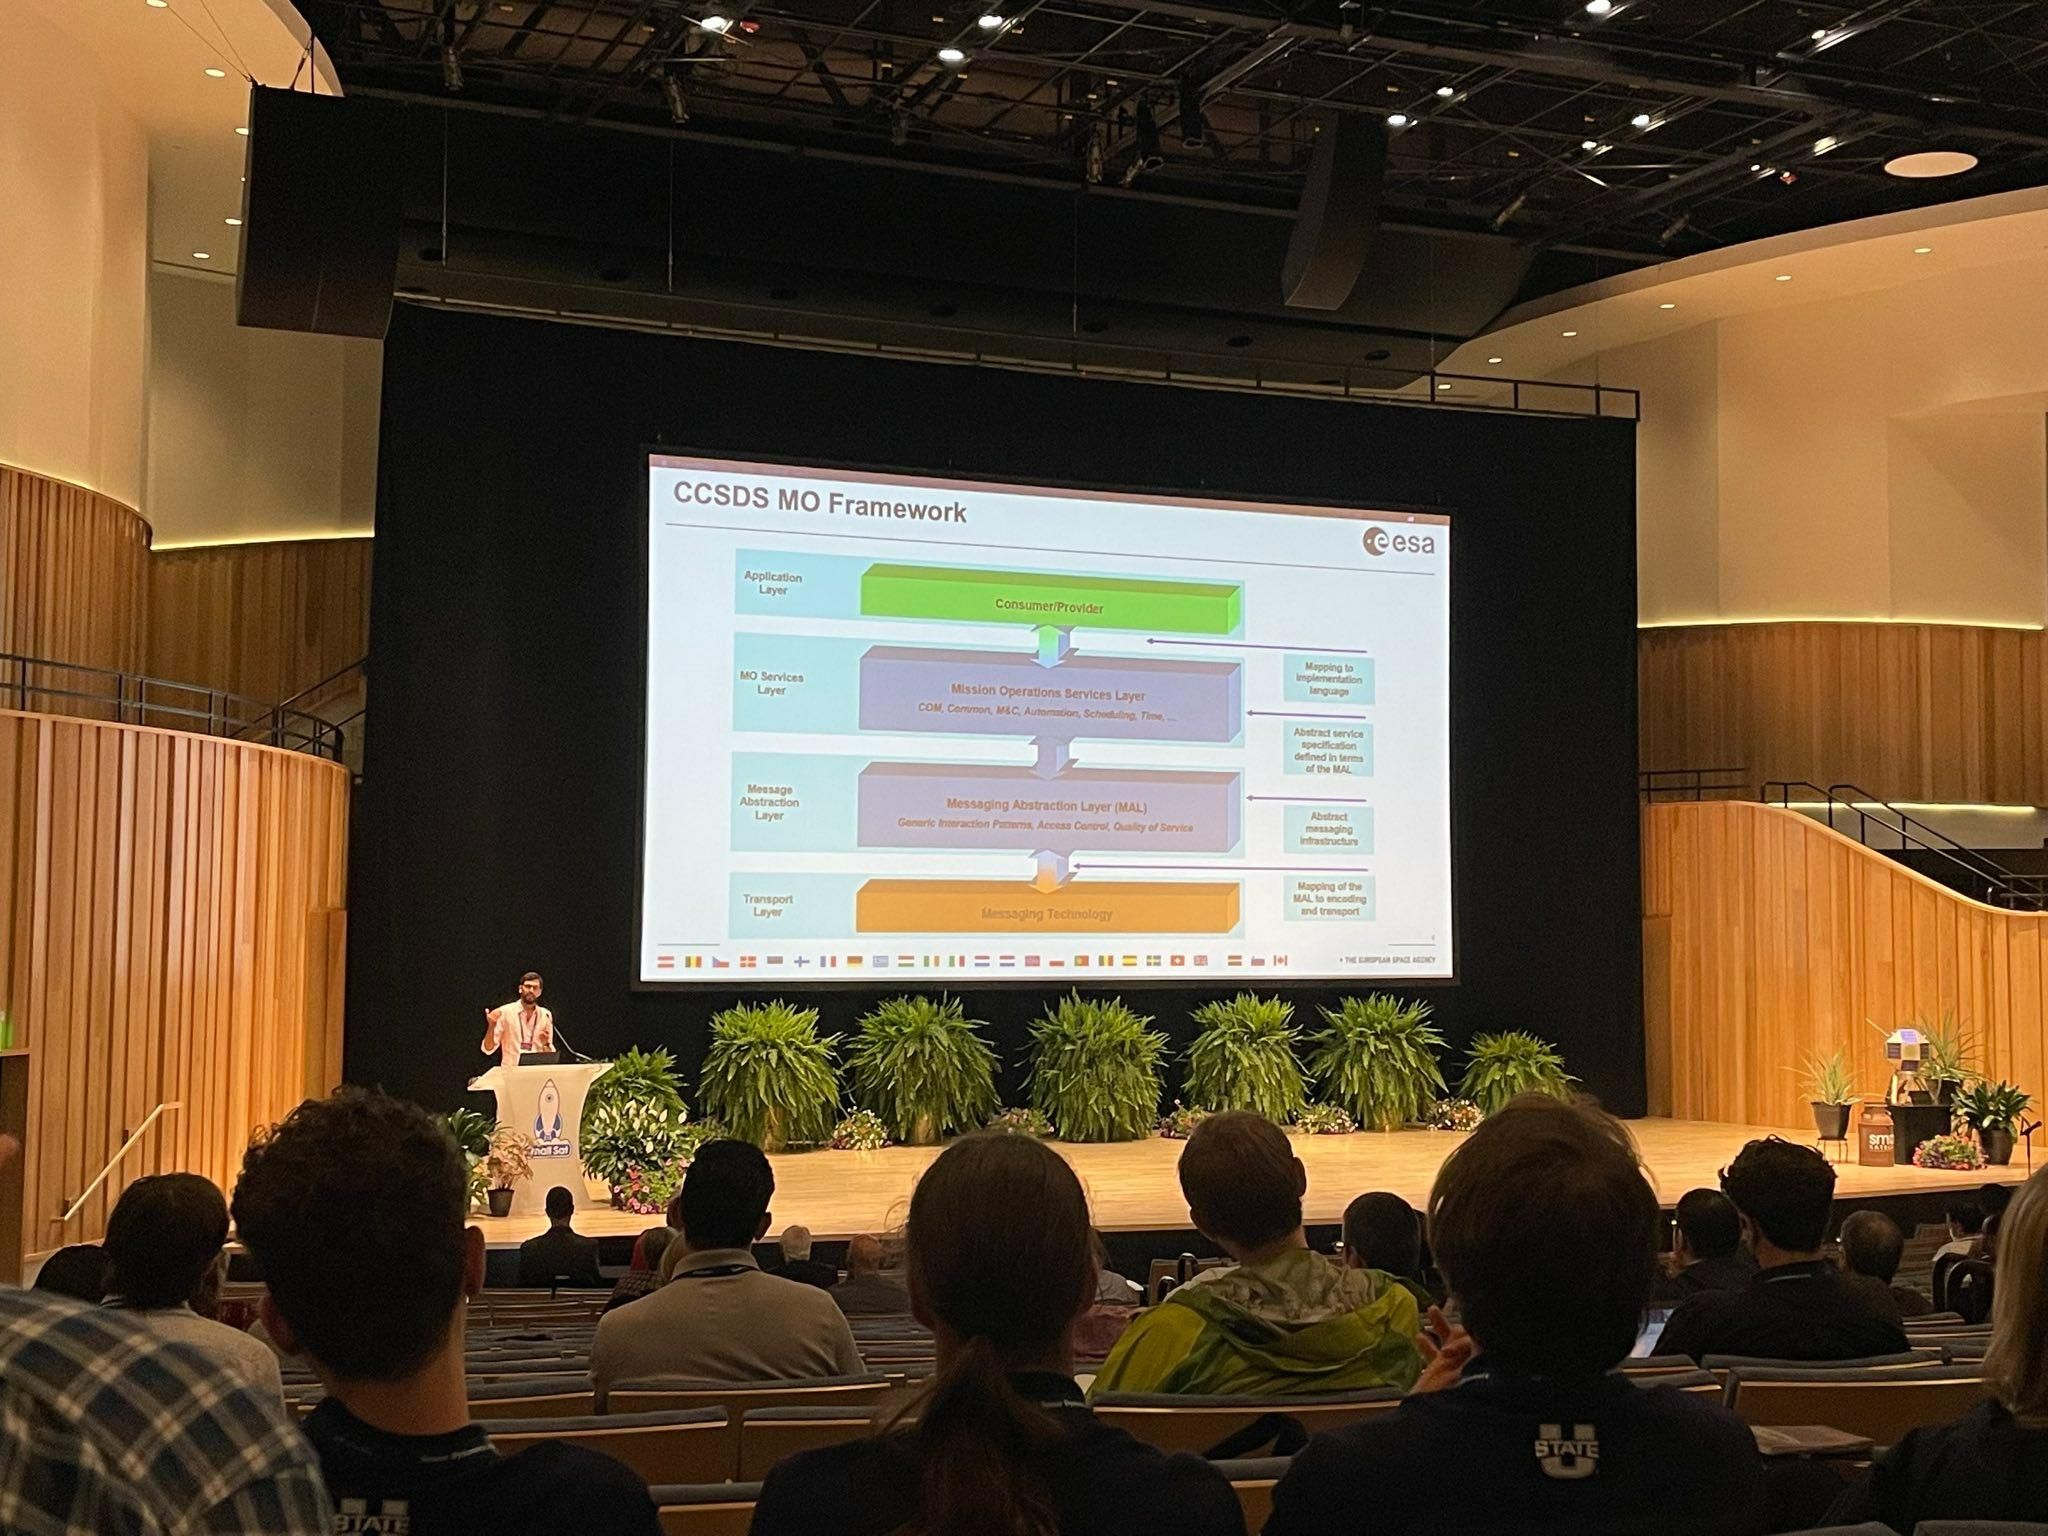 CCSDS MO Framework
esa
Application
Layer
Consumer/Provider
MO Services
Layer
Mission Operations Services Layer
COM, Common, M&C, Automation, Scheduling, Time, ...
Mapping to
implementation
language
Abstract service
specification
defined in terms
of the MAL
Message
Abstraction
Layer
Messaging Abstraction Layer (MAL)
Generic Interaction Patterns, Access Control, Quality of Service
Abstract
messaging
infrastructure
Transport
Layer
Messaging Technology
Mapping of the
MAL to encoding
and transport
THE EUROPEAN SPACE AGENCY
mall Sat
STATE
U
STATE